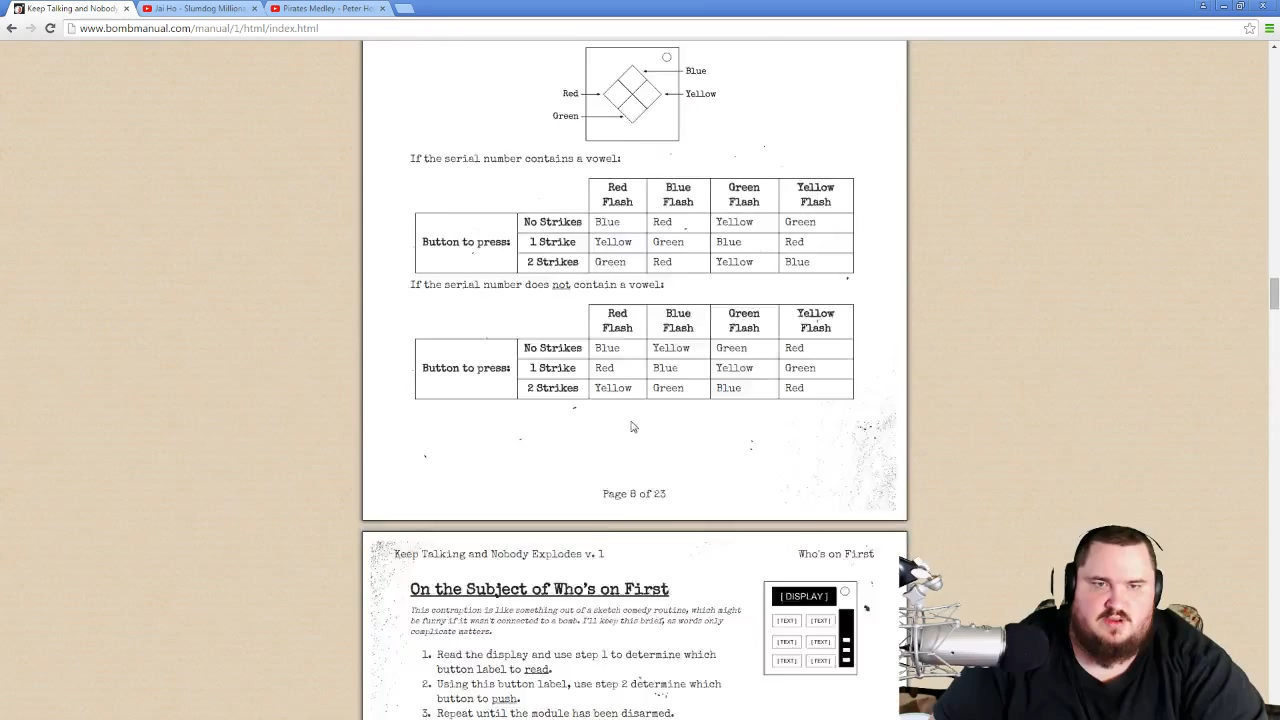 Keep Talking and Nobody
Jai Ho - Slumdog Million
Pirates Medley - Peter Ho
www.bombmanual.com/manual/1/html/index.html
Blue
Red
Yellow
Green
If the serial number contains a vowel:
Red Flash Blue Flash Green Flash Yellow Flash
Button to press:
No Strikes Blue Red Yellow Green
1 Strike Yellow Green Blue Red
2 Strikes Green Red Yellow Blue
If the serial number does not contain a vowel:
Red Flash Blue Flash Green Flash Yellow Flash
Button to press:
No Strikes Blue Yellow Green Red
1 Strike Red Blue Yellow Green
2 Strikes Yellow Green Blue Red
Page 8 of 23
Keep Talking and Nobody Explodes v. 1
Who's on First
On the Subject of Who's on First
This contraption is like something out of a sketch comedy routine, which might
be funny if it wasn't connected to a bomb. I'll keep this brief, as words only
complicate matters.
[ DISPLAY ]
[TEXT] [TEXT]
[TEXT] [TEXT]
[TEXT] [TEXT]
1. Read the display and use step 1 to determine which
button label to read.
2. Using this button label, use step 2 determine which
button to push.
3. Repeat until the module has been disarmed.